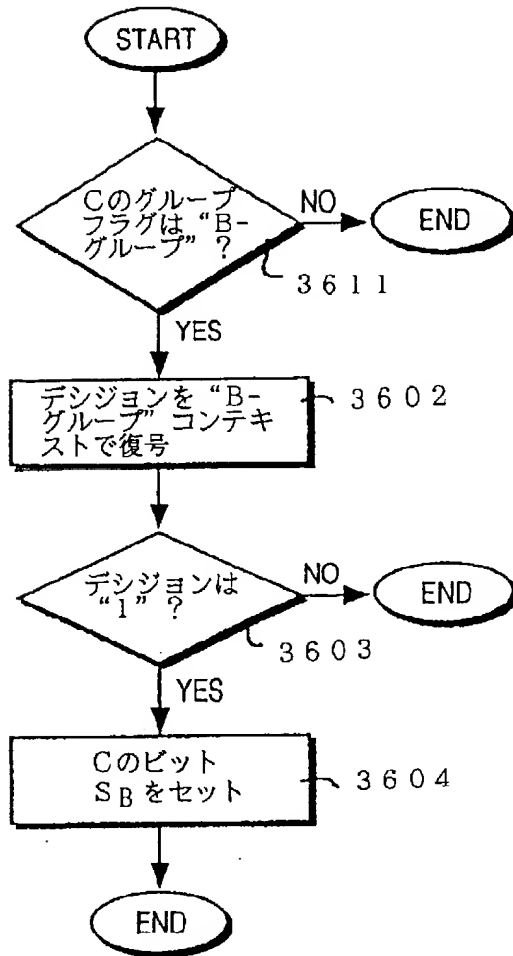 START
Cのグループ
フラグは“B-
グループ” ?
NO
END
3611
YES
デシジョンを“B-
グループ”コンテキ
ストで復号
3602
デシジョンは
“1” ?
NO
END
3603
YES
Cのビット
SBをセット
3604
END